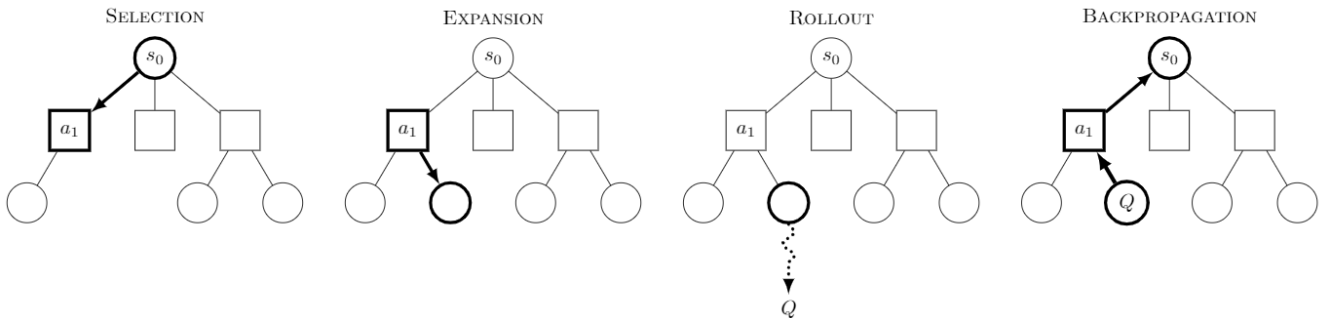 SELECTION
s0
a1
EXPANSION
s0
a1
ROLLOUT
s0
a1
Q
BACKPROPAGATION
s0
a1
Q